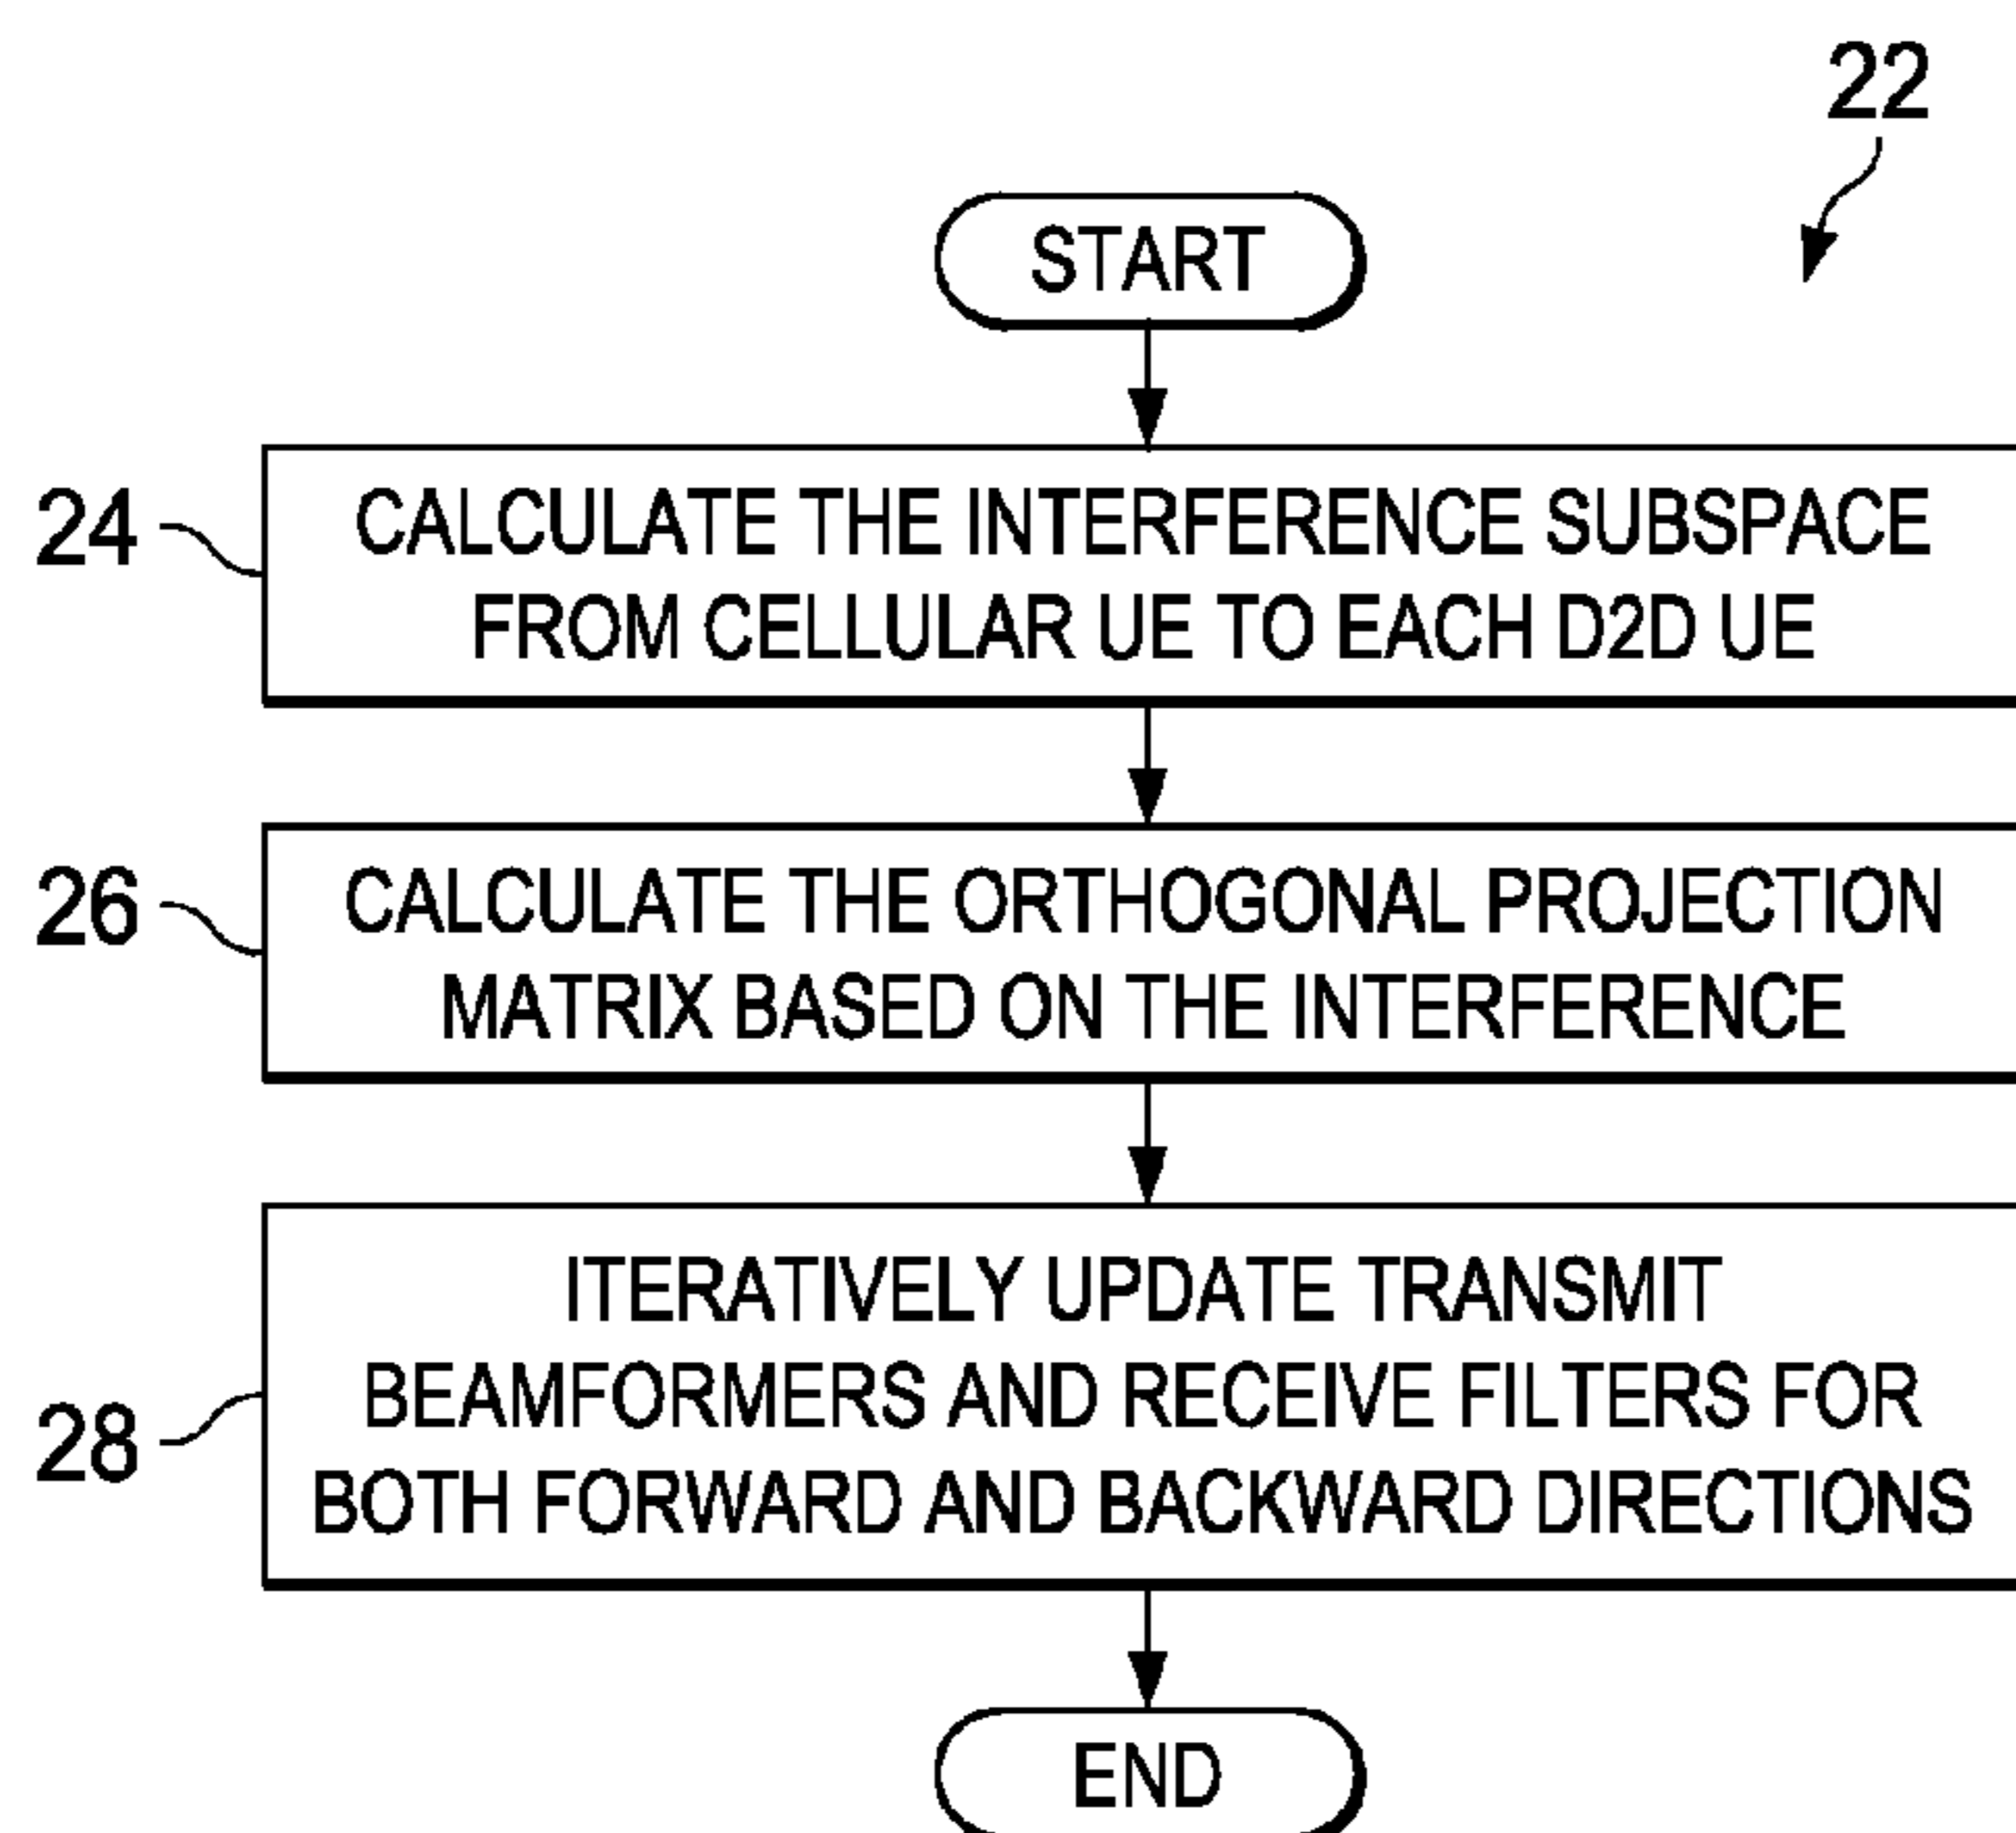 22
START
24
CALCULATE THE INTERFERENCE SUBSPACE
FROM CELLULAR UE TO EACH D2D UE
26
CALCULATE THE ORTHOGONAL PROJECTION
MATRIX BASED ON THE INTERFERENCE
28
ITERATIVELY UPDATE TRANSMIT
BEAMFORMERS AND RECEIVE FILTERS FOR
BOTH FORWARD AND BACKWARD DIRECTIONS
END